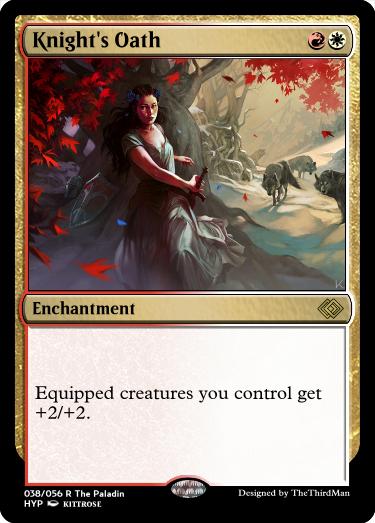 Knight's Oath
Enchantment
Equipped creatures you control get
+2/+2.
038/056 R The Paladin
HYP KITTROSE
Designed by TheThirdMan
K